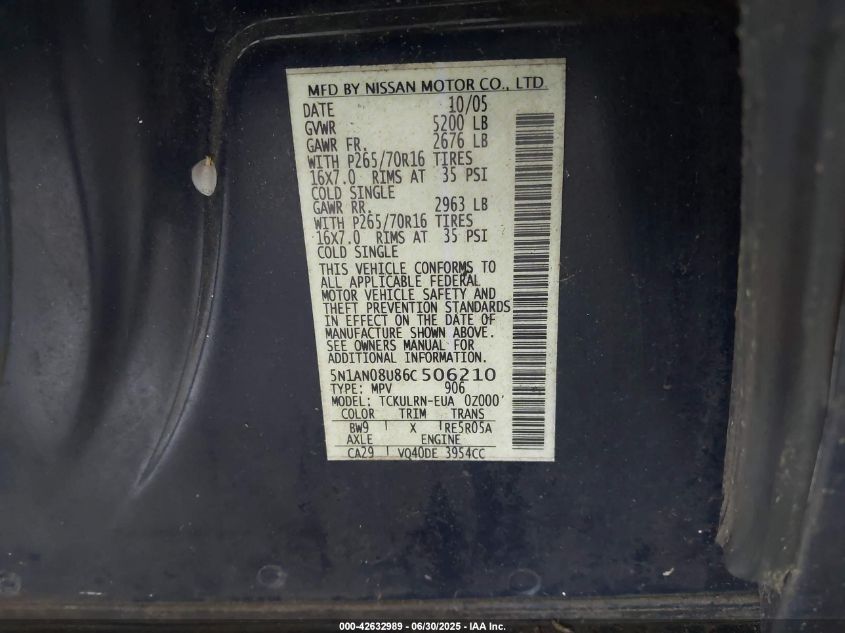 MFD BY NISSAN MOTOR CO., LTD.
DATE 10/05
GVWR 5200 LB
GAWR FR. 2676 LB
WITH P265/70R16 TIRES
16X7.0 RIMS AT 35 PSI
COLD SINGLE
GAWR RR. 2963 LB
WITH P265/70R16 TIRES
16X7.0 RIMS AT 35 PSI
COLD SINGLE
THIS VEHICLE CONFORMS TO
ALL APPLICABLE FEDERAL
MOTOR VEHICLE SAFETY AND
THEFT PREVENTION STANDARDS
IN EFFECT ON THE DATE OF
MANUFACTURE SHOWN ABOVE.
SEE OWNERS MANUAL FOR
ADDITIONAL INFORMATION.
5N1AN08U86C506210
TYPE: MPV 906
MODEL: TCKULRN-EUA 0Z000'
COLOR TRIM TRANS
BW9 X RE5R05A
AXLE ENGINE
CA29 VQ40DE 3954CC
000-42632989 - 06/30/2025 - IAA Inc.